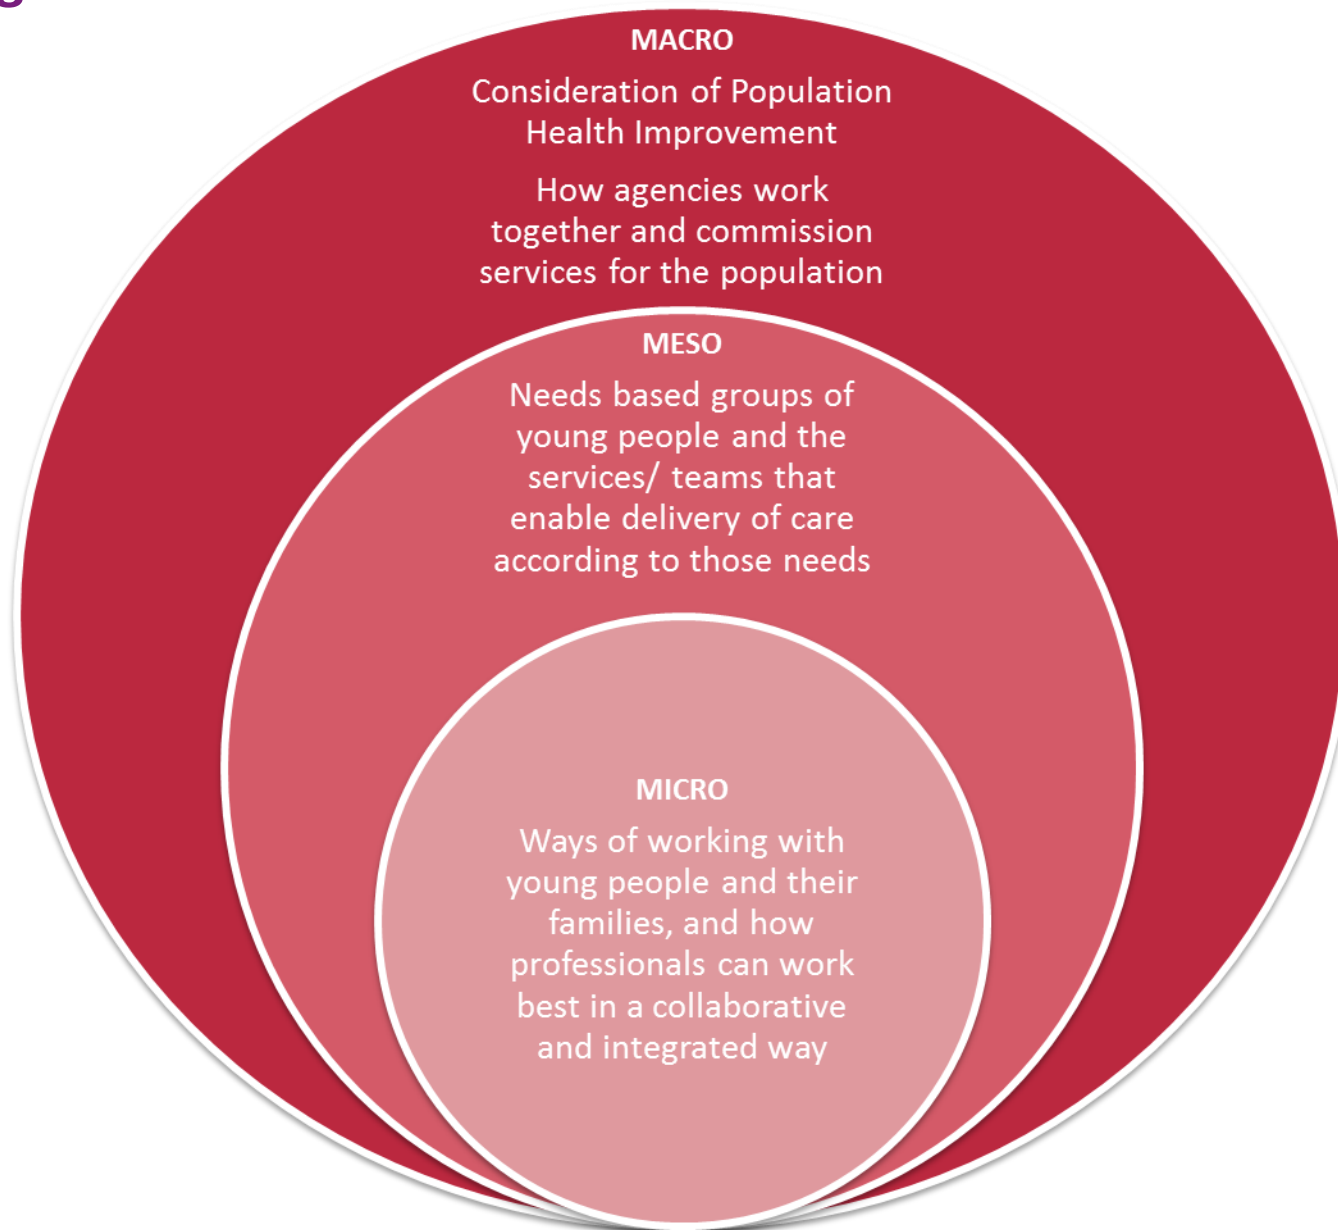 MACRO
Consideration of Population
Health Improvement
How agencies work
together and commission
services for the population
MESO
Needs based groups of
young people and the
services/ teams that
enable delivery of care
according to those needs
MICRO
Ways of working with
young people and their
families, and how
professionals can work
best in a collaborative
and integrated way